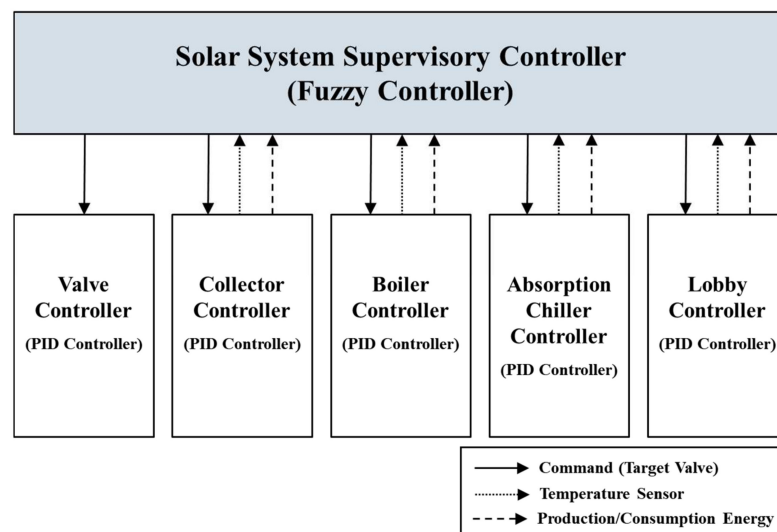 Solar System Supervisory Controller
(Fuzzy Controller)
Valve
Controller
(PID Controller)
Collector
Controller
(PID Controller)
Boiler
Controller
(PID Controller)
Absorption
Chiller
Controller
(PID Controller)
Lobby
Controller
(PID Controller)
Command (Target Valve)
Temperature Sensor
Production/Consumption Energy